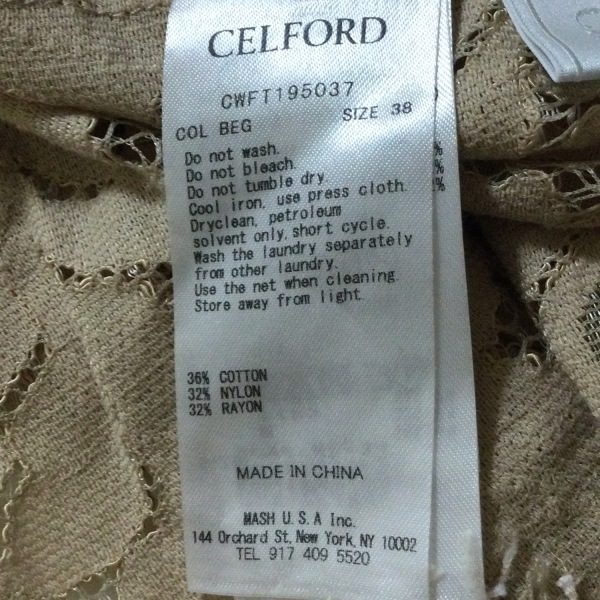 CELFORD
CWFT195037
COL BEG SIZE 38
Do not wash.
Do not bleach.
Do not tumble dry.
Cool iron, use press cloth.
Dryclean, petroleum
solvent only, short cycle.
Wash the laundry separately
from other laundry.
Use the net when cleaning.
Store away from light.
36% COTTON
32% NYLON
32% RAYON
MADE IN CHINA
MASH U.S.A Inc.
144 Orchard St, New York, NY 10002
TEL 917 409 5520